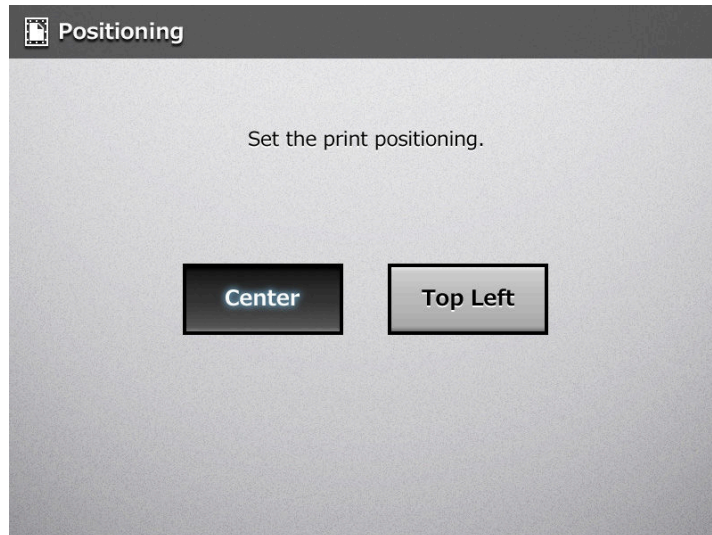 Positioning
Set the print positioning.
Center
Top Left